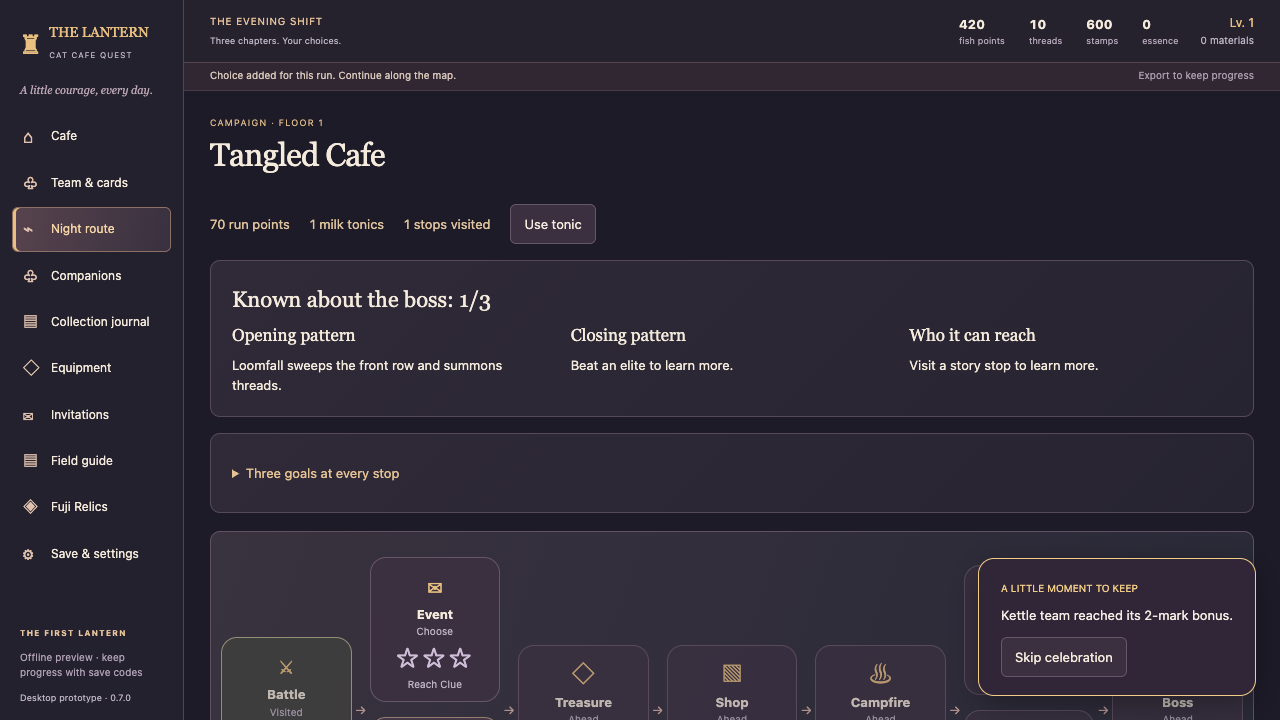 THE LANTERN
CAT CAFE QUEST
A little courage, every day.
Cafe
Team & cards
Night route
Companions
Collection journal
Equipment
Invitations
Field guide
Fuji Relics
Save & settings
THE FIRST LANTERN
Offline preview · keep
progress with save codes
Desktop prototype · 0.7.0
THE EVENING SHIFT
Three chapters. Your choices.
420
fish points
10
threads
600
stamps
0
essence
Lv. 1
0 materials
Choice added for this run. Continue along the map.
Export to keep progress
CAMPAIGN · FLOOR 1
Tangled Cafe
70 run points
1 milk tonics
1 stops visited
Use tonic
Known about the boss: 1/3
Opening pattern
Loomfall sweeps the front row and summons
threads.
Closing pattern
Beat an elite to learn more.
Who it can reach
Visit a story stop to learn more.
Three goals at every stop
Battle
Visited
Event
Choose
Reach Clue
Treasure
Ahead
Shop
Ahead
Campfire
Ahead
Boss
Ahead
A LITTLE MOMENT TO KEEP
Kettle team reached its 2-mark bonus.
Skip celebration